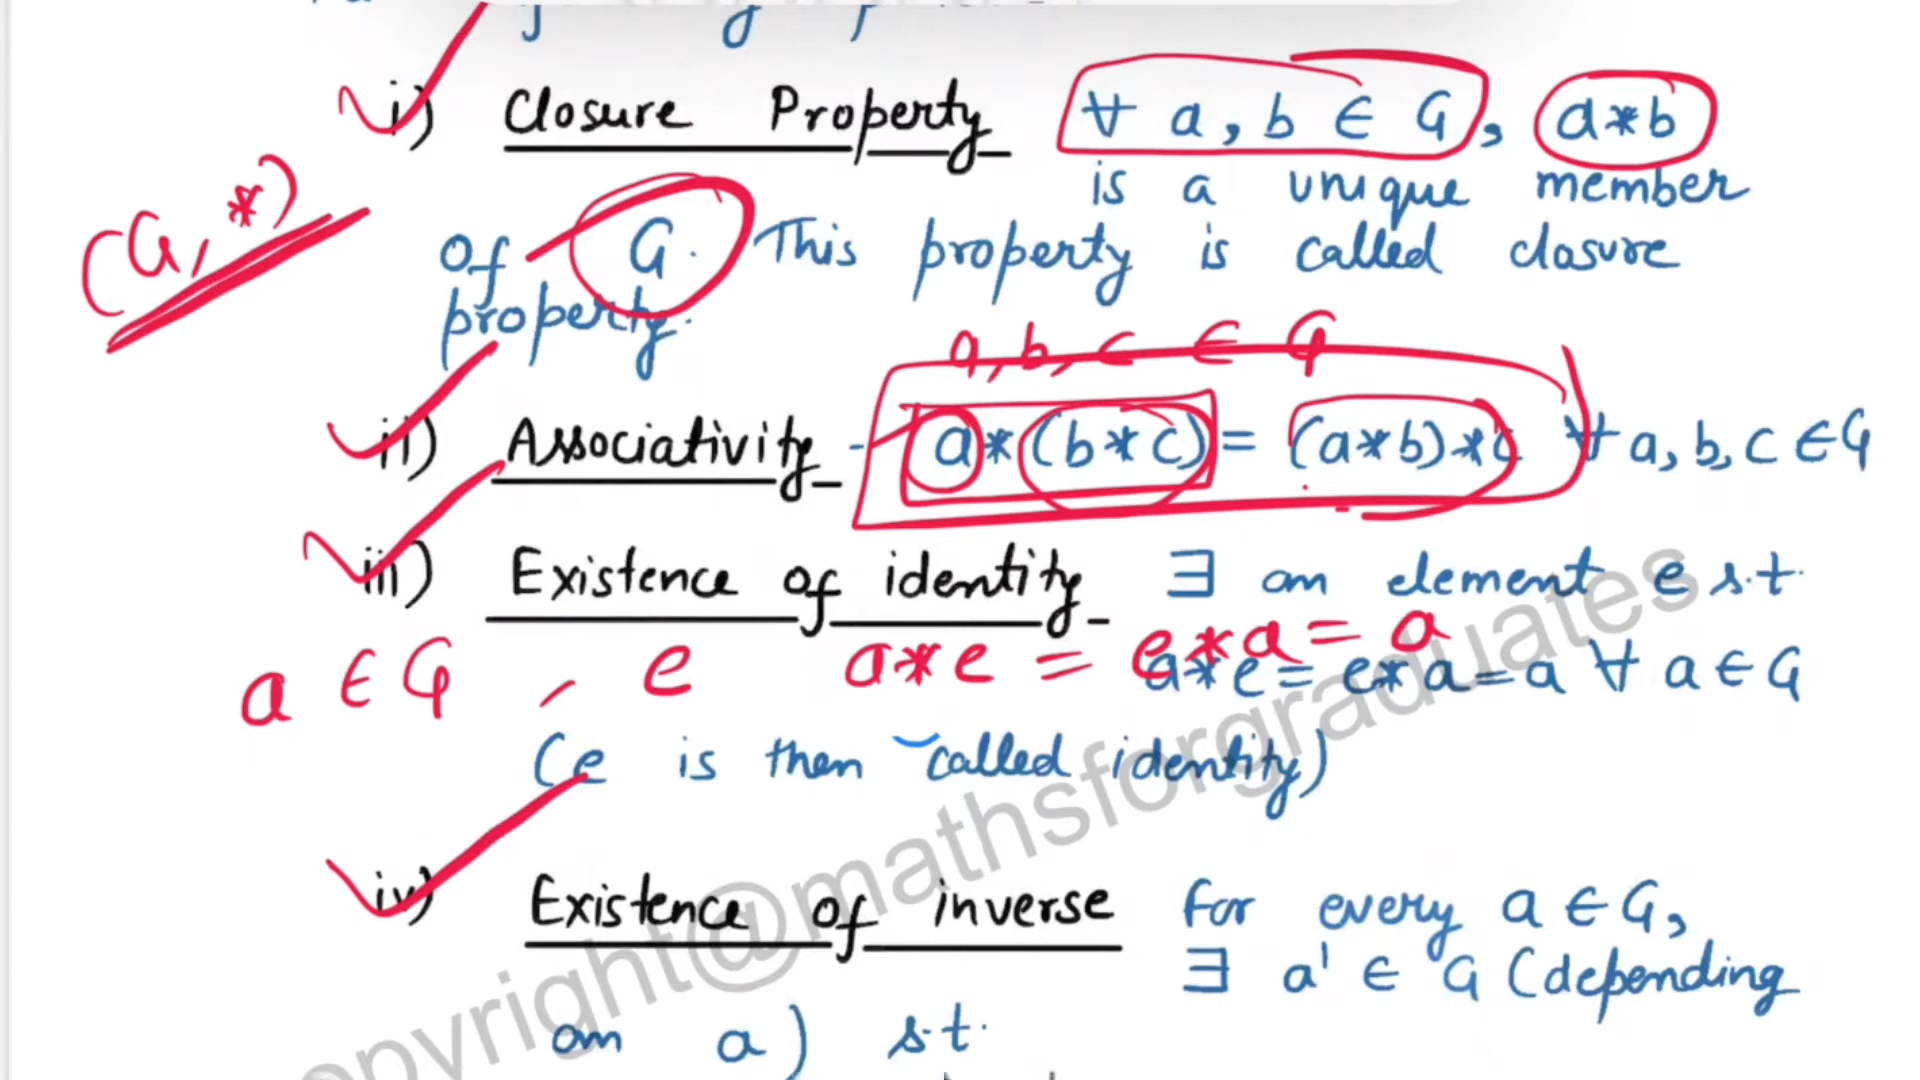 i) Closure Property ∀ a, b ∈ G, a*b
is a unique member
(G, *)
of G. This property is called closure
property.
a, b, ∈ ∈ G
ii) Associativity - a*(b*c) = (a*b)*c ∀ a, b, c ∈ G
iii) Existence of identity - ∃ an element e s.t.
a ∈ G, e a*e = e*a = a
a*e = e*a = a ∀ a ∈ G
(e is then called identity)
iv) Existence of inverse For every a ∈ G,
∃ a' ∈ G (depending
on a) s.t.
opyright@mathsforgraduates